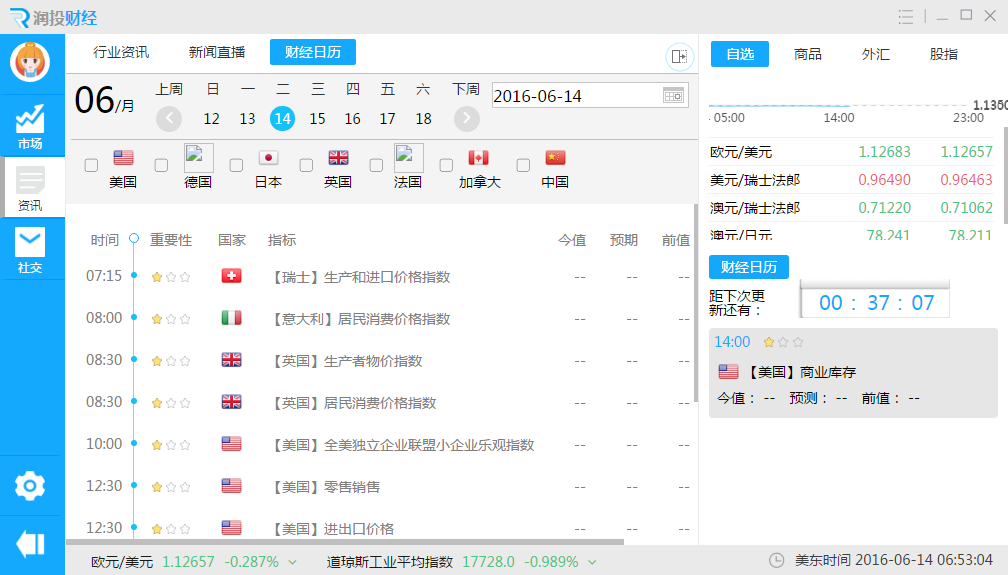 润投财经
行业资讯 新闻直播 财经日历
自选 商品 外汇 股指
06/月 上周 日 一 二 三 四 五 六 下周
12 13 14 15 16 17 18
2016-06-14
1.1350
05:00 14:00 23:00
市场
资讯
社交
美国 德国 日本 英国 法国 加拿大 中国
欧元/美元 1.12683 1.12657
美元/瑞士法郎 0.96490 0.96463
澳元/瑞士法郎 0.71220 0.71062
澳元/日元 78.241 78.211
时间 重要性 国家 指标 今值 预期 前值
07:15 【瑞士】生产和进口价格指数 -- -- --
08:00 【意大利】居民消费价格指数 -- -- --
08:30 【英国】生产者物价指数 -- -- --
08:30 【英国】居民消费价格指数 -- -- --
10:00 【美国】全美独立企业联盟小企业乐观指数 -- -- --
12:30 【美国】零售销售 -- -- --
12:30 【美国】进出口价格 -- -- --
财经日历
距下次更
新还有：
00 : 37 : 07
14:00
【美国】商业库存
今值： -- 预测： -- 前值： --
欧元/美元 1.12657 -0.287% 道琼斯工业平均指数 17728.0 -0.989%
美东时间 2016-06-14 06:53:04